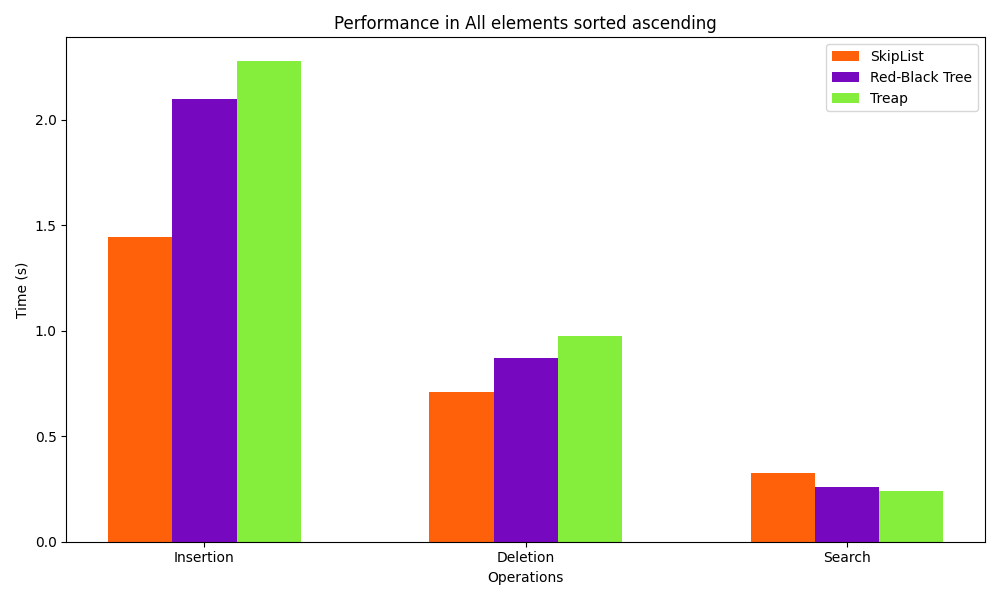 Performance in All elements sorted ascending
SkipList
Red-Black Tree
Treap
Time (s)
2.0
1.5
1.0
0.5
0.0
Insertion
Deletion
Search
Operations